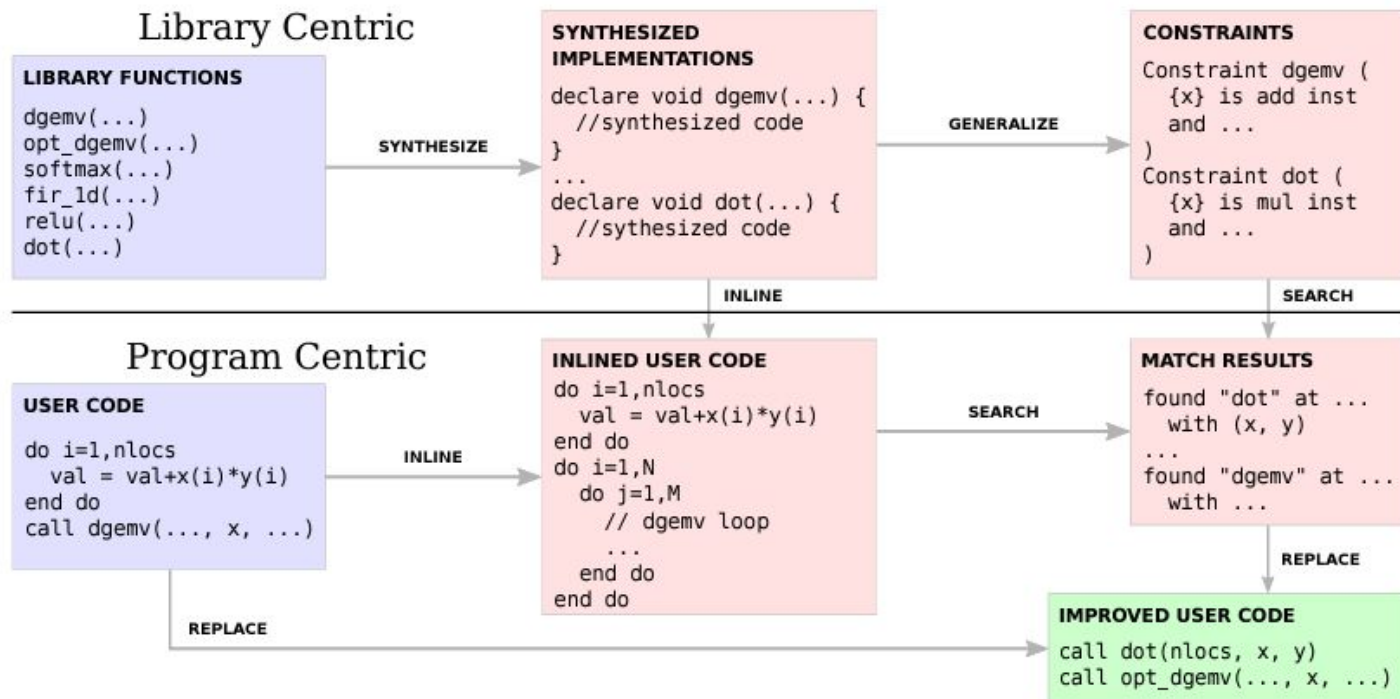 Library Centric
LIBRARY FUNCTIONS
dgemv(...)
opt_dgemv(...)
softmax(...)
fir_1d(...)
relu(...)
dot(...)
SYNTHESIZE
SYNTHESIZED
IMPLEMENTATIONS
declare void dgemv(...) {
//synthesized code
}
...
declare void dot(...) {
//sythesized code
}
GENERALIZE
CONSTRAINTS
Constraint dgemv (
{x} is add inst
and ...
)
Constraint dot (
{x} is mul inst
and ...
)
INLINE
SEARCH
Program Centric
USER CODE
do i=1,nlocs
val = val+x(i)*y(i)
end do
call dgemv(..., x, ...)
INLINE
INLINED USER CODE
do i=1,nlocs
val = val+x(i)*y(i)
end do
do i=1,N
do j=1,M
// dgemv loop
...
end do
end do
SEARCH
MATCH RESULTS
found "dot" at ...
with (x, y)
...
found "dgemv" at ...
with ...
REPLACE
REPLACE
IMPROVED USER CODE
call dot(nlocs, x, y)
call opt_dgemv(..., x, ...)